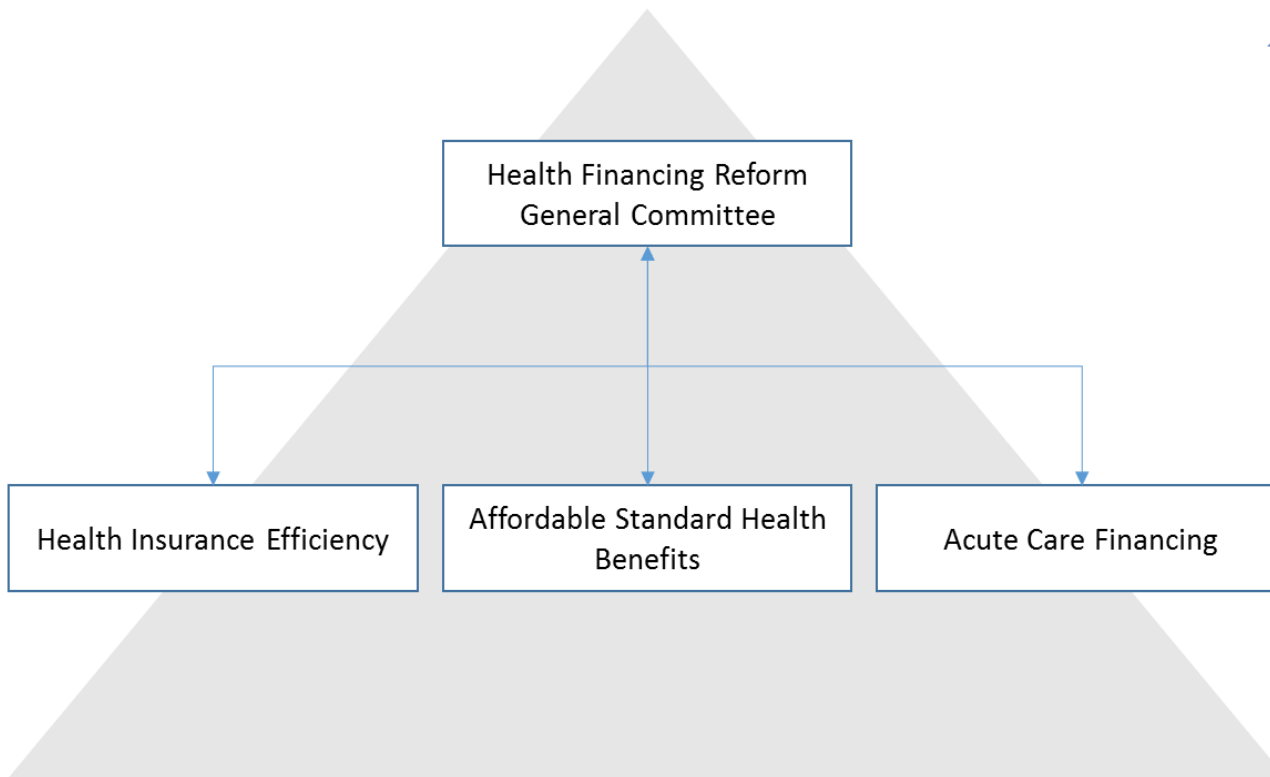 Health Financing Reform
General Committee
Health Insurance Efficiency
Affordable Standard Health
Benefits
Acute Care Financing